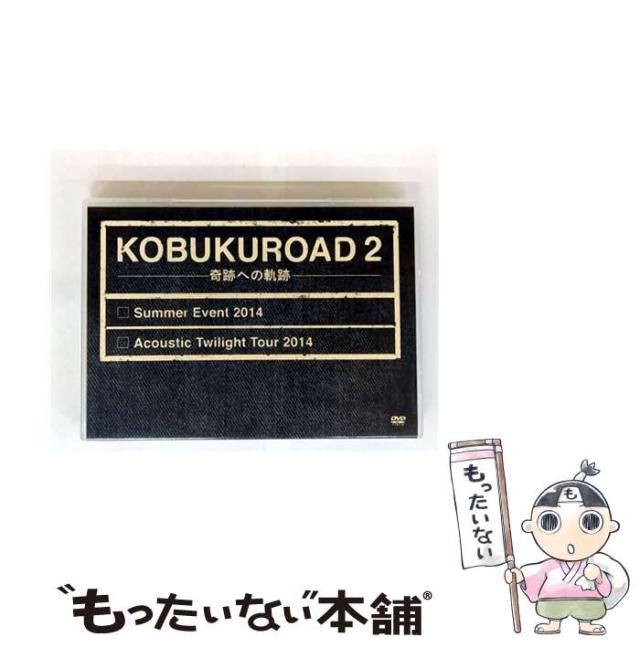 KOBUKUROAD 2
奇跡への軌跡
Summer Event 2014
Acoustic Twilight Tour 2014
DVD
も
もったいない
"もったいない"本舗®